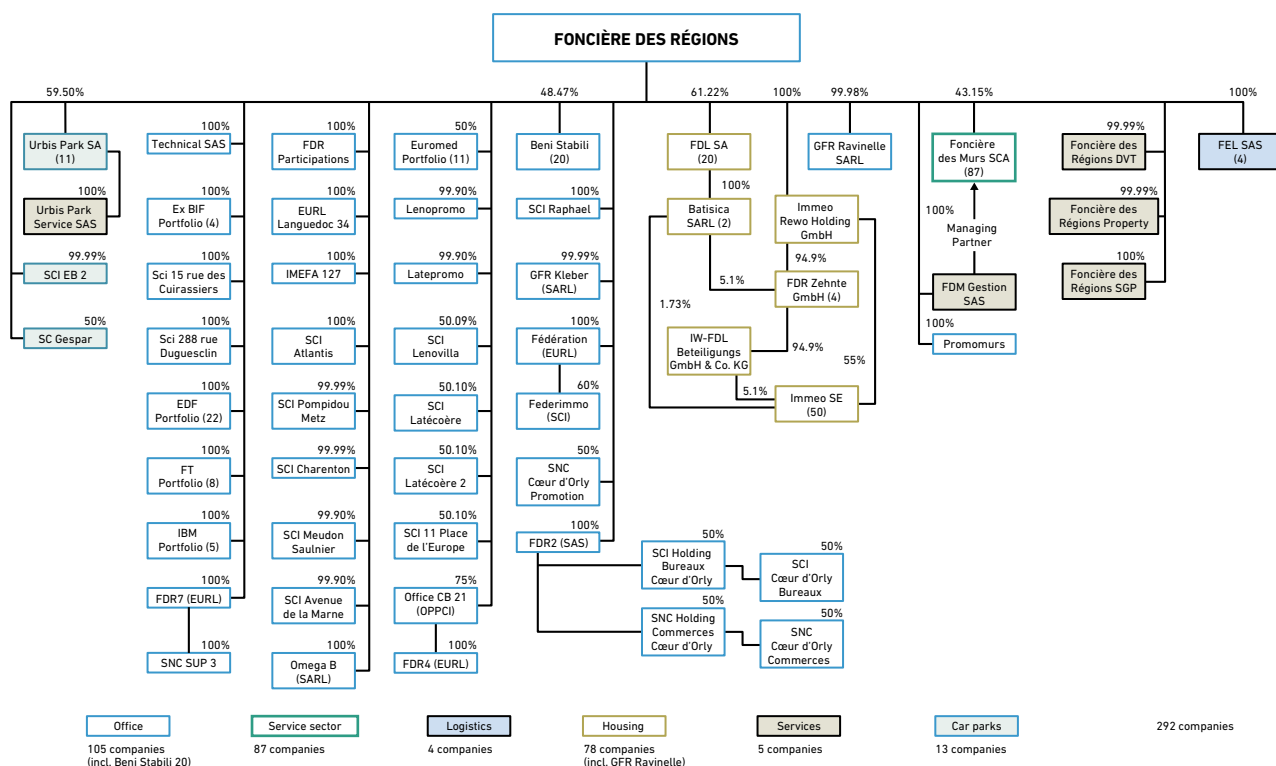 FONCIÈRE DES RÉGIONS
59.50%
48.47%
61.22%
100%
99.98%
43.15%
100%
Urbis Park SA
(11)
100%
Urbis Park
Service SAS
99.99%
SCI EB 2
50%
SC Gespar
100%
Technical SAS
100%
Ex BIF
Portfolio (4)
100%
Sci 15 rue des
Cuirassiers
100%
Sci 288 rue
Duguesclin
100%
EDF
Portfolio (22)
100%
FT
Portfolio (8)
100%
IBM
Portfolio (5)
100%
FDR7 (EURL)
100%
SNC SUP 3
100%
FDR
Participations
100%
EURL
Languedoc 34
100%
IMEFA 127
100%
SCI
Atlantis
99.99%
SCI Pompidou
Metz
99.99%
SCI Charenton
99.90%
SCI Meudon
Saulnier
99.90%
SCI Avenue
de la Marne
100%
Omega B
(SARL)
50%
Euromed
Portfolio (11)
99.90%
Lenopromo
99.90%
Latepromo
50.09%
SCI
Lenovilla
50.10%
SCI
Latécoère
50.10%
SCI
Latécoère 2
50.10%
SCI 11 Place
de l'Europe
75%
Office CB 21
(OPPCI)
100%
FDR4 (EURL)
Beni Stabili
(20)
100%
SCI Raphael
99.99%
GFR Kleber
(SARL)
100%
Fédération
(EURL)
60%
Federimmo
(SCI)
50%
SNC
Cœur d'Orly
Promotion
100%
FDR2 (SAS)
50%
SCI Holding
Bureaux
Cœur d'Orly
50%
SCI
Cœur d'Orly
Bureaux
50%
SNC Holding
Commerces
Cœur d'Orly
50%
SNC
Cœur d'Orly
Commerces
FDL SA
(20)
100%
Batisica
SARL (2)
Immeo
Rewo Holding
GmbH
94.9%
5.1%
FDR Zehnte
GmbH (4)
1.73%
IW-FDL
Beteiligungs
GmbH & Co. KG
94.9%
55%
5.1%
Immeo SE
(50)
GFR Ravinelle
SARL
Foncière
des Murs SCA
(87)
100%
Managing
Partner
FDM Gestion
SAS
100%
Promomurs
99.99%
Foncière des
Régions DVT
99.99%
Foncière des
Régions Property
100%
Foncière des
Régions SGP
FEL SAS
(4)
Office
105 companies
(incl. Beni Stabili 20)
Service sector
87 companies
Logistics
4 companies
Housing
78 companies
(incl. GFR Ravinelle)
Services
5 companies
Car parks
13 companies
292 companies